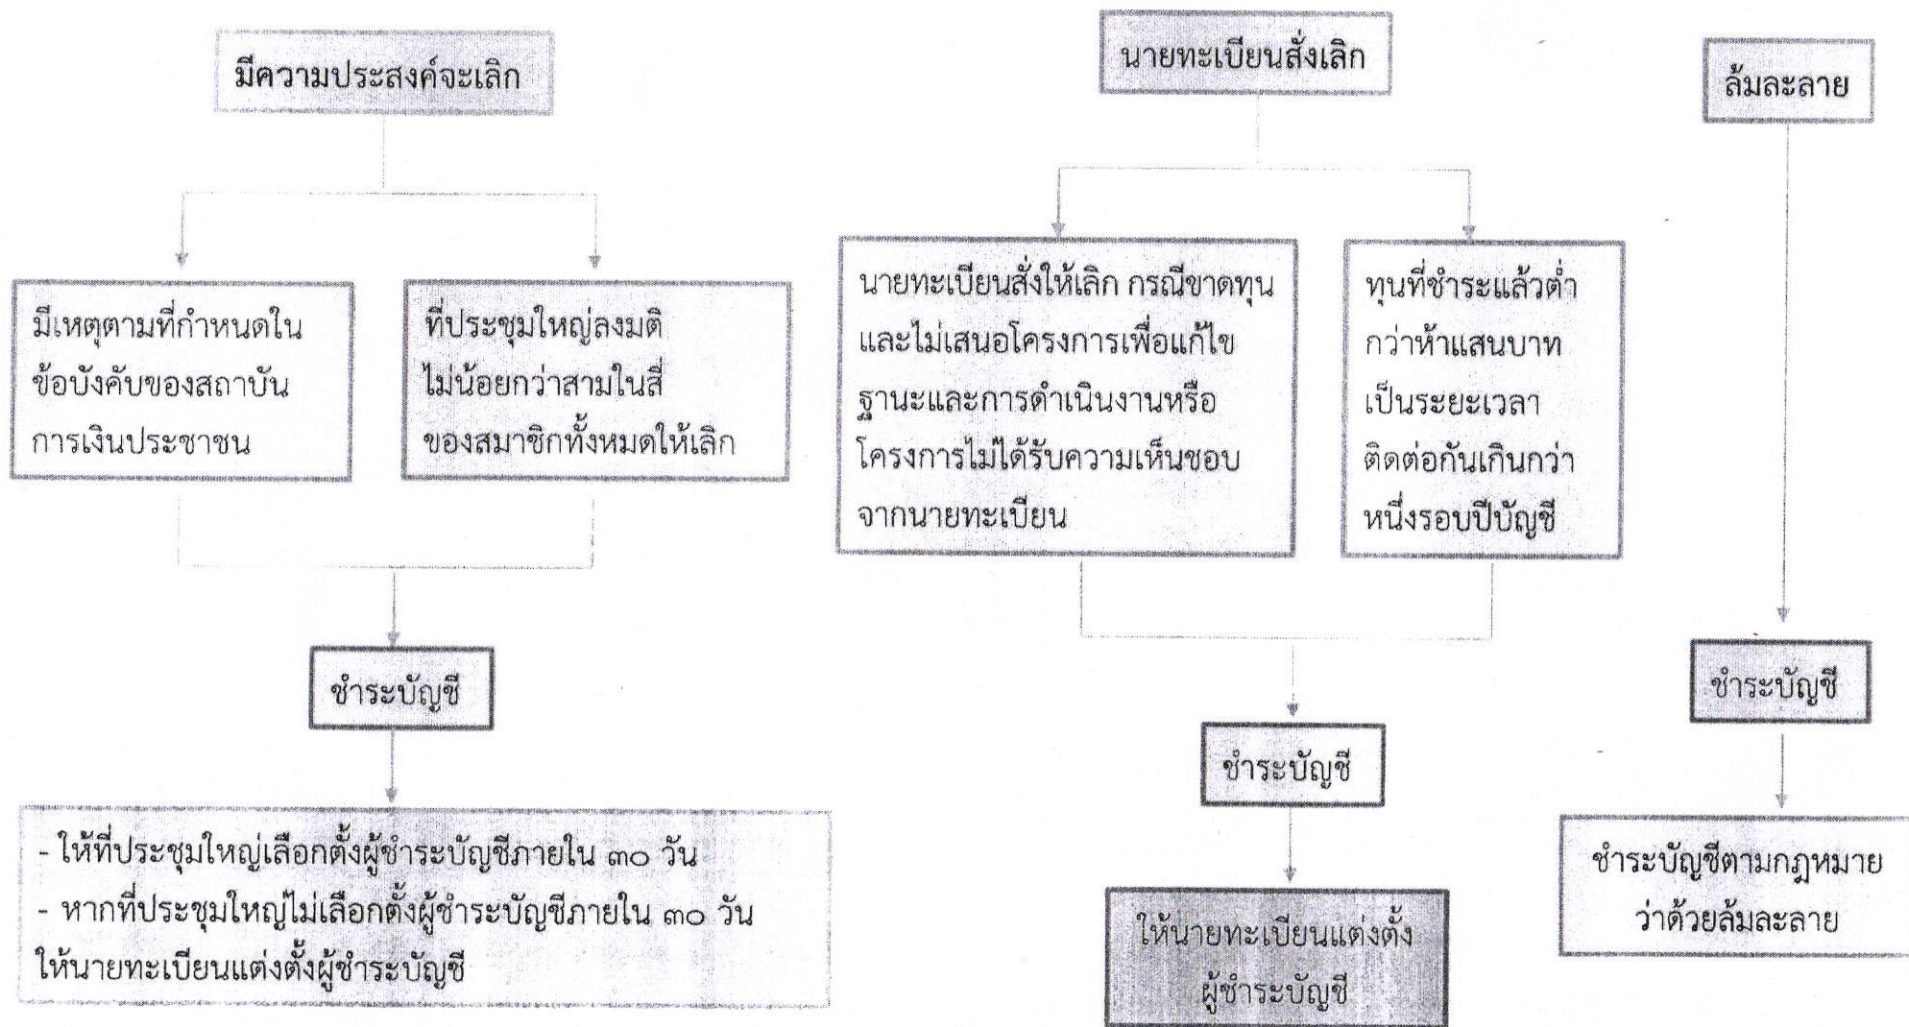 มีความประสงค์จะเลิก
มีเหตุตามที่กำหนดใน
ข้อบังคับของสถาบัน
การเงินประชาชน
ที่ประชุมใหญ่ลงมติ
ไม่น้อยกว่าสามในสี่
ของสมาชิกทั้งหมดให้เลิก
ชำระบัญชี
- ให้ที่ประชุมใหญ่เลือกตั้งผู้ชำระบัญชีภายใน ๓๐ วัน
- หากที่ประชุมใหญ่ไม่เลือกตั้งผู้ชำระบัญชีภายใน ๓๐ วัน
ให้นายทะเบียนแต่งตั้งผู้ชำระบัญชี
นายทะเบียนสั่งเลิก
นายทะเบียนสั่งให้เลิก กรณีขาดทุน
และไม่เสนอโครงการเพื่อแก้ไข
ฐานะและการดำเนินงานหรือ
โครงการไม่ได้รับความเห็นชอบ
จากนายทะเบียน
ทุนที่ชำระแล้วต่ำ
กว่าห้าแสนบาท
เป็นระยะเวลา
ติดต่อกันเกินกว่า
หนึ่งรอบปีบัญชี
ชำระบัญชี
ให้นายทะเบียนแต่งตั้ง
ผู้ชำระบัญชี
ล้มละลาย
ชำระบัญชี
ชำระบัญชีตามกฎหมาย
ว่าด้วยล้มละลาย